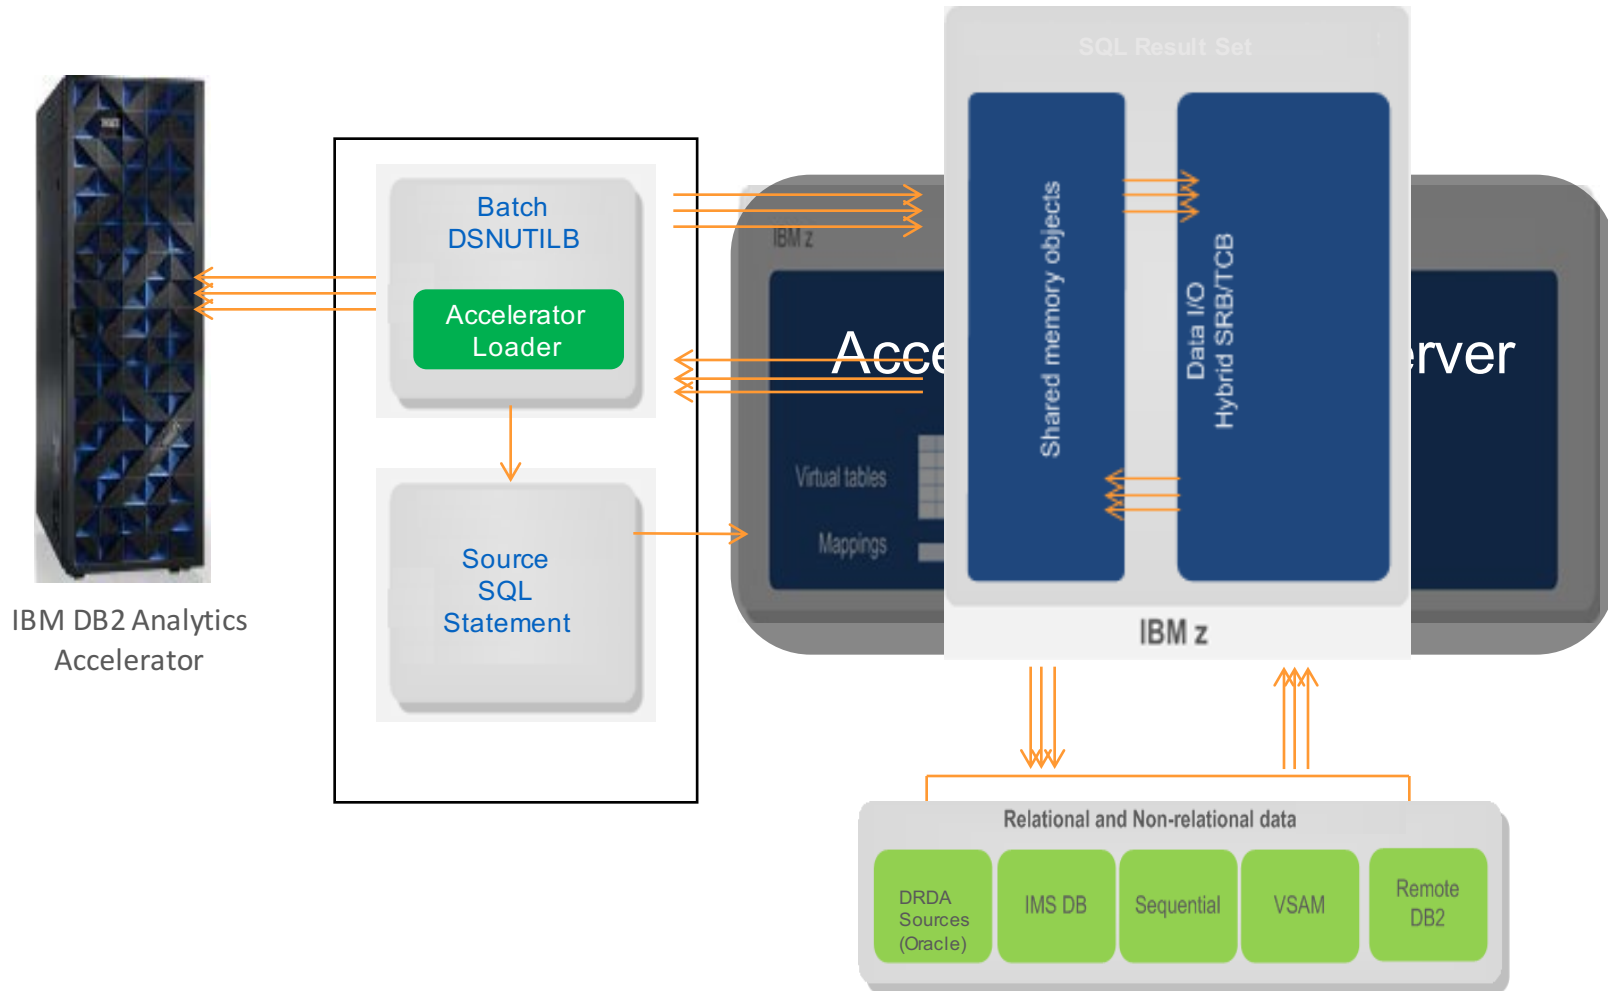 SQL Result Set
Batch
DSNUTILB
Accelerator
Loader
Source
SQL
Statement
IBM DB2 Analytics
Accelerator
IBM z
Virtual tables
Mappings
Shared memory objects
Data I/O
Hybrid SRB/TCB
IBM z
Relational and Non-relational data
DRDA
Sources
(Oracle)
IMS DB
Sequential
VSAM
Remote
DB2